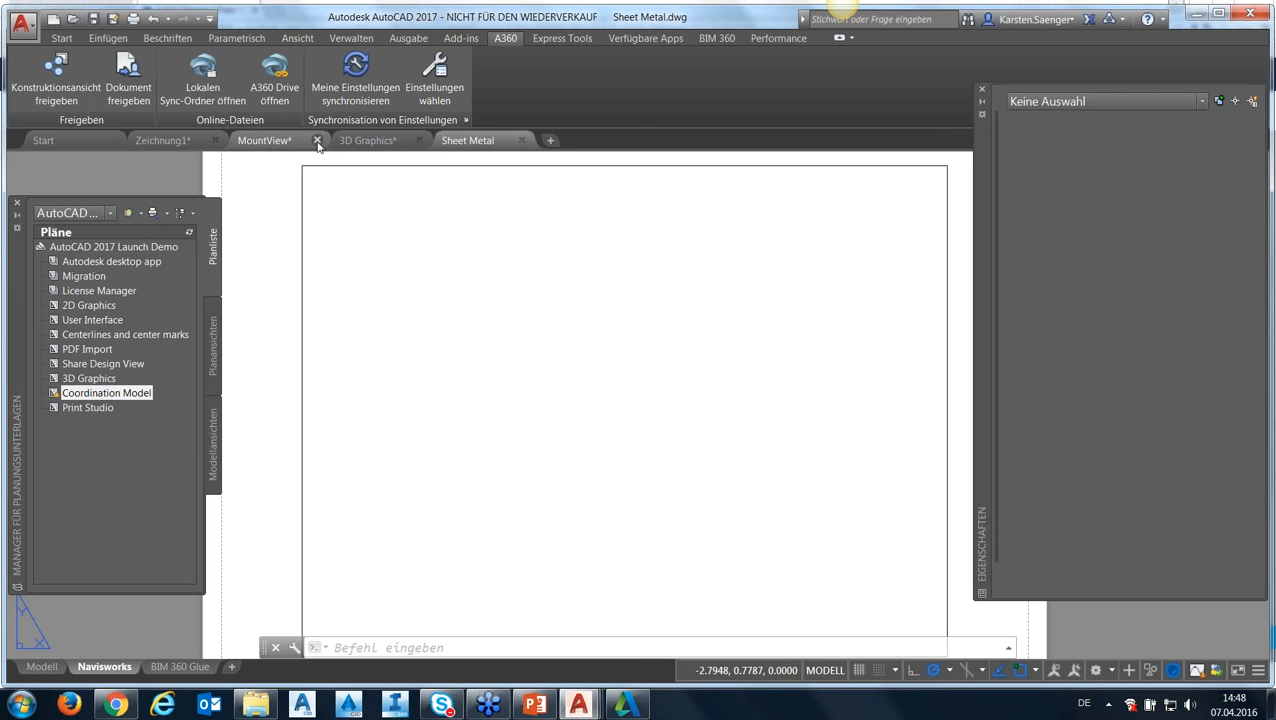 Autodesk AutoCAD 2017 - NICHT FÜR DEN WIEDERVERKAUF Sheet Metal.dwg
Stichwort oder Frage eingeben
Karsten.Saenger
Start Einfügen Beschriften Parametrisch Ansicht Verwalten Ausgabe Add-ins A360 Express Tools Verfügbare Apps BIM 360 Performance
Konstruktionsansicht freigeben
Dokument freigeben
Lokalen Sync-Ordner öffnen
A360 Drive öffnen
Meine Einstellungen synchronisieren
Einstellungen wählen
Freigeben Online-Dateien Synchronisation von Einstellungen
Start Zeichnung1* MountView* 3D Graphics* Sheet Metal
Keine Auswahl
AutoCAD ...
Pläne
AutoCAD 2017 Launch Demo
Autodesk desktop app
Migration
License Manager
2D Graphics
User Interface
Centerlines and center marks
PDF Import
Share Design View
3D Graphics
Coordination Model
Print Studio
Planliste
Planansichten
Modellansichten
MANAGER FÜR PLANUNGSUNTERLAGEN
EIGENSCHAFTEN
Y
X
Befehl eingeben
Modell Navisworks BIM 360 Glue
-2.7948, 0.7787, 0.0000 MODELL
DE
14:48
07.04.2016